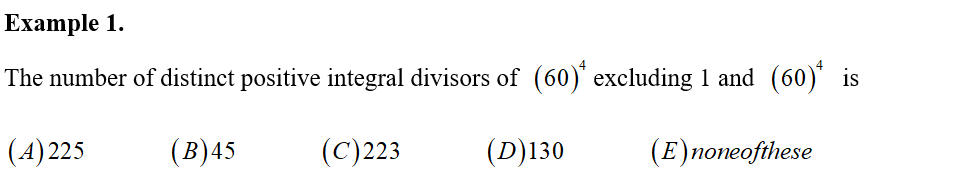 Example 1.
The number of distinct positive integral divisors of (60)⁴ excluding 1 and (60)⁴ is
(A)225 (B)45 (C)223 (D)130 (E)noneofthese